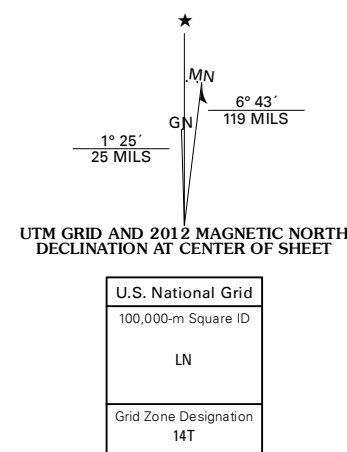 ★
MN
GN
6° 43´
119 MILS
1° 25´
25 MILS
UTM GRID AND 2012 MAGNETIC NORTH
DECLINATION AT CENTER OF SHEET
U.S. National Grid
100,000-m Square ID
LN
Grid Zone Designation
14T